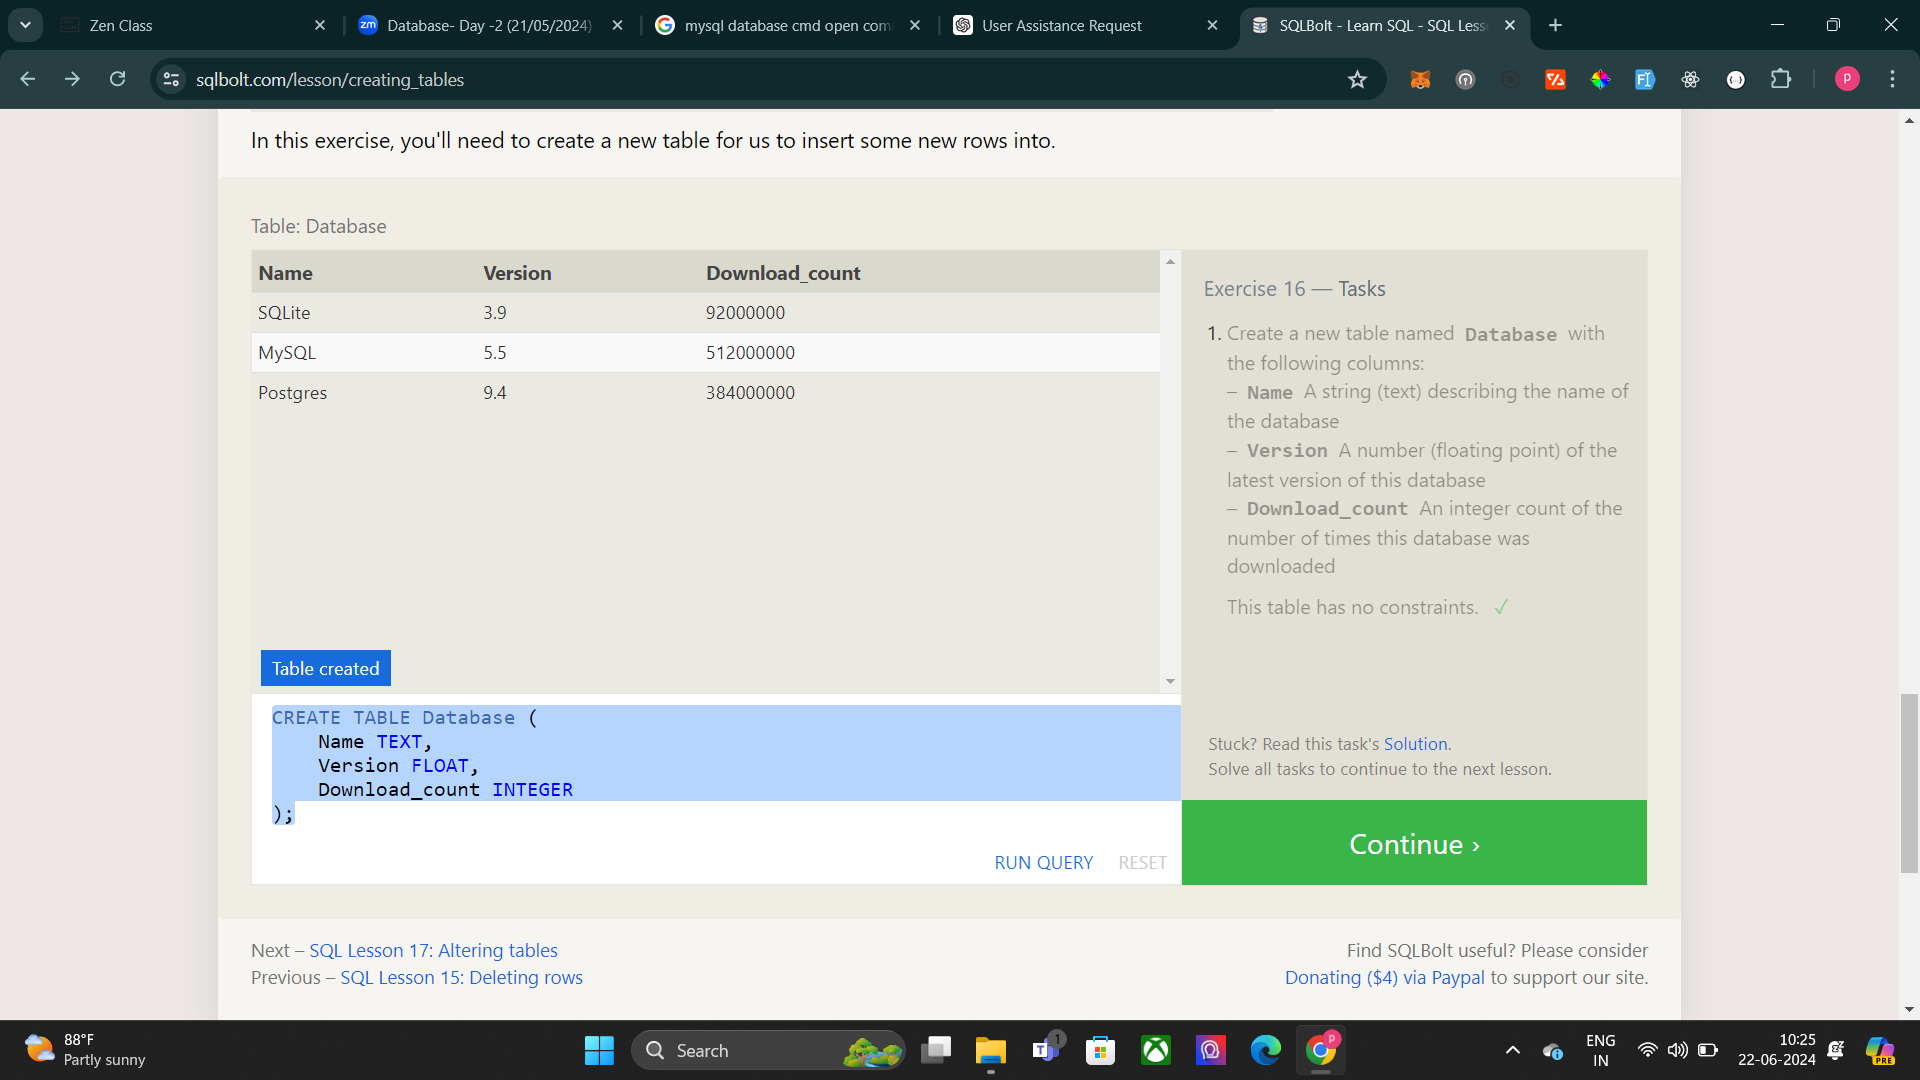 Zen Class
Database- Day -2 (21/05/2024)
mysql database cmd open com
User Assistance Request
SQLBolt - Learn SQL - SQL Less
sqlbolt.com/lesson/creating_tables
In this exercise, you'll need to create a new table for us to insert some new rows into.
Table: Database
Name Version Download_count
SQLite 3.9 92000000
MySQL 5.5 512000000
Postgres 9.4 384000000
Table created
CREATE TABLE Database (
Name TEXT,
Version FLOAT,
Download_count INTEGER
);
RUN QUERY RESET
Exercise 16 — Tasks
1. Create a new table named Database with
the following columns:
– Name A string (text) describing the name of
the database
– Version A number (floating point) of the
latest version of this database
– Download_count An integer count of the
number of times this database was
downloaded
This table has no constraints. ✓
Stuck? Read this task's Solution.
Solve all tasks to continue to the next lesson.
Continue ›
Next – SQL Lesson 17: Altering tables
Previous – SQL Lesson 15: Deleting rows
Find SQLBolt useful? Please consider
Donating ($4) via Paypal to support our site.
88°F
Partly sunny
Search
ENG
IN
10:25
22-06-2024